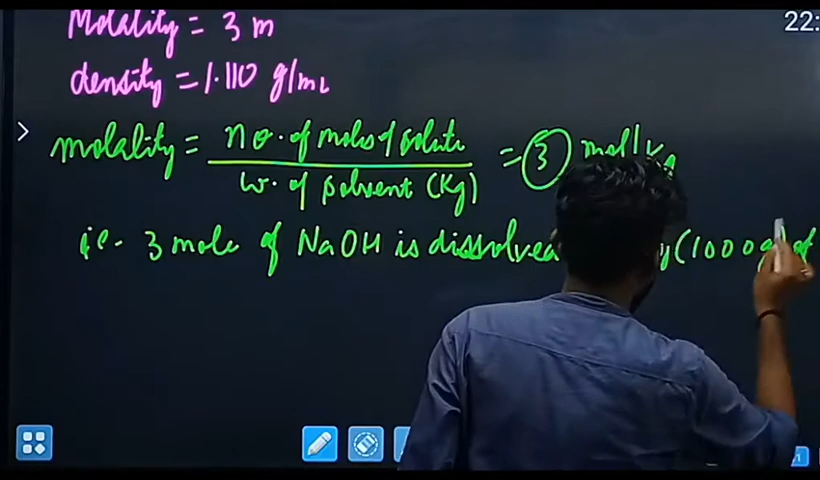 Molality = 3 m
22:
density = 1.110 g/mL
molality = no. of moles of solute / w. of solvent (Kg) = 3 mol/Kg
i.e. 3 mole of NaOH is dissolved (1000g) of